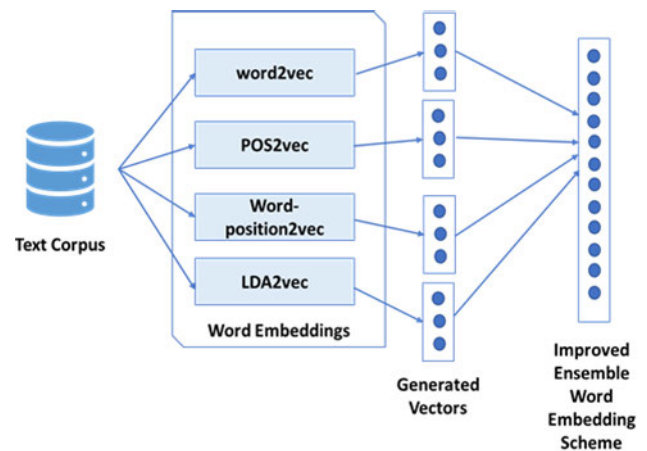 word2vec
POS2vec
Word-
position2vec
LDA2vec
Text Corpus
Word Embeddings
Generated
Vectors
Improved
Ensemble
Word
Embedding
Scheme